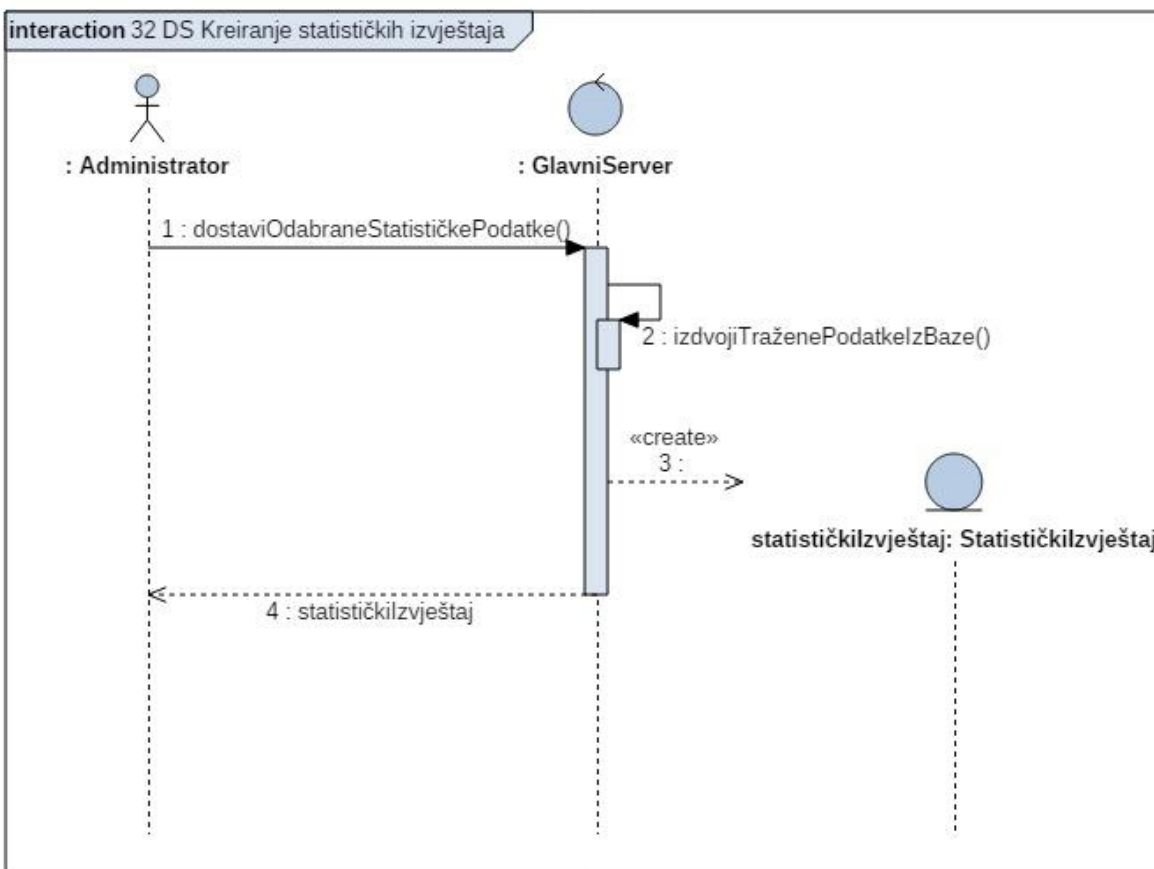 interaction 32 DS Kreiranje statističkih izvještaja
: Administrator
: GlavniServer
1 : dostaviOdabraneStatističkePodatke()
2 : izdvojiTraženePodatkeIzBaze()
«create»
3 :
statističkiIzvještaj: StatističkiIzvještaj
4 : statističkiIzvještaj